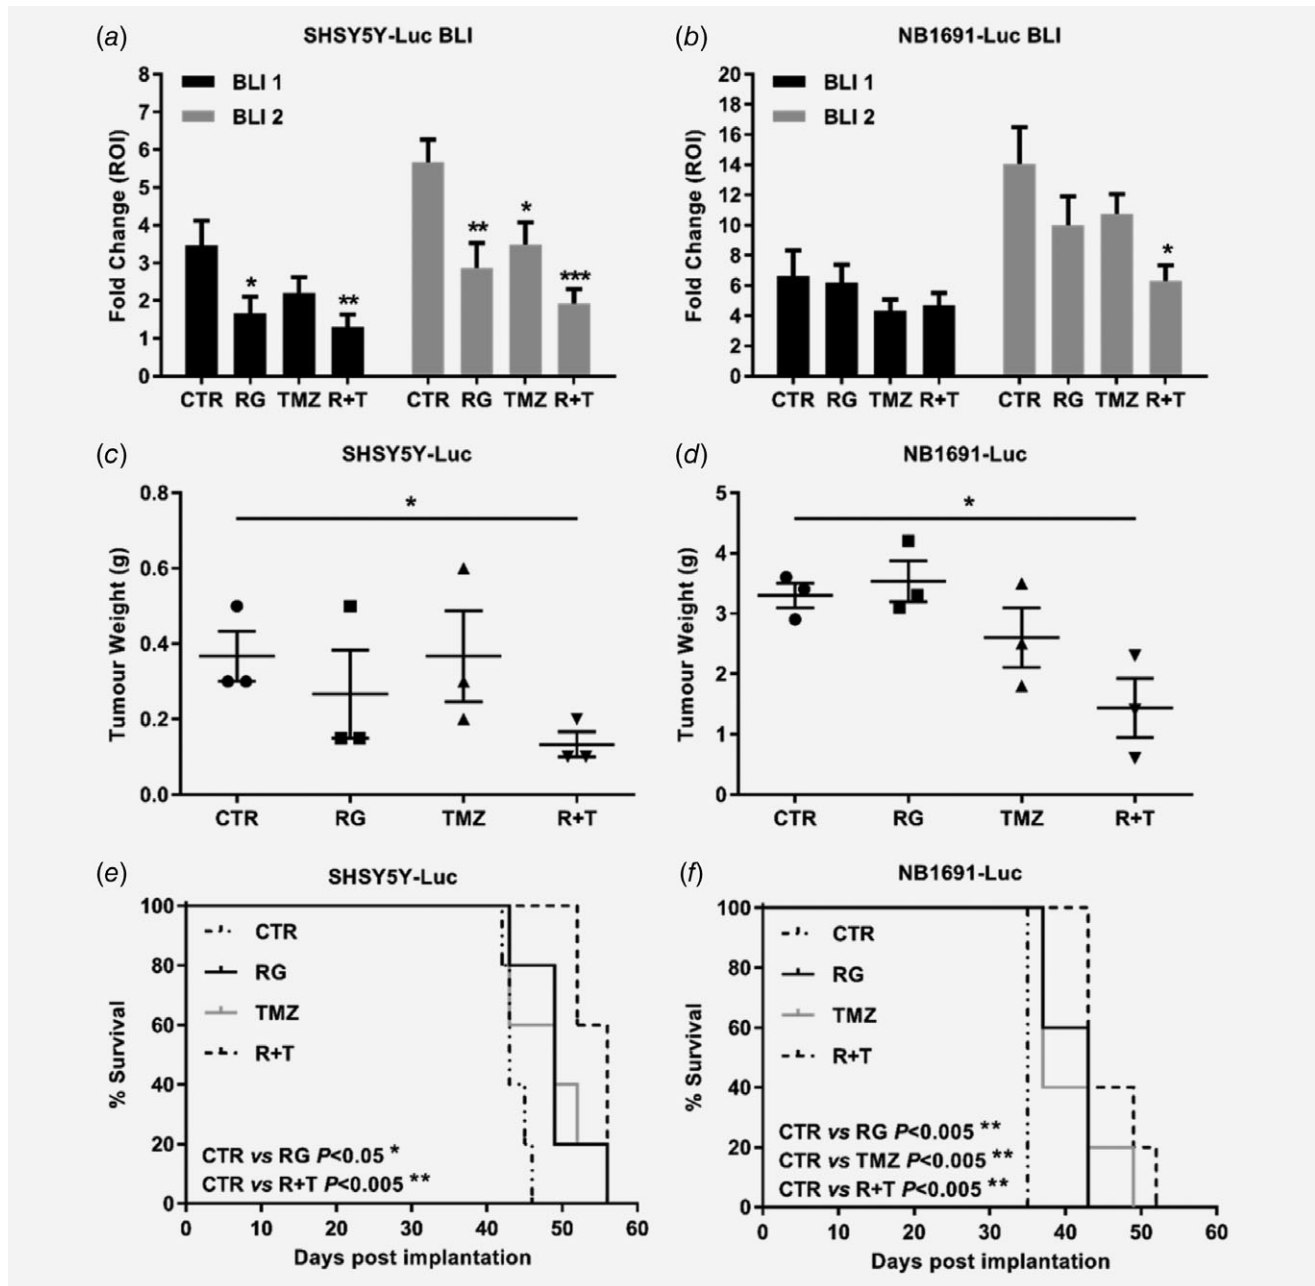 (a)
SHSY5Y-Luc BLI
Fold Change (ROI)
8
7
6
5
4
3
2
1
0
BLI 1
BLI 2
*
**
**
*
***
CTR RG TMZ R+T CTR RG TMZ R+T
(b)
NB1691-Luc BLI
Fold Change (ROI)
20
18
16
14
12
10
8
6
4
2
0
BLI 1
BLI 2
*
CTR RG TMZ R+T CTR RG TMZ R+T
(c)
SHSY5Y-Luc
Tumour Weight (g)
0.8
0.6
0.4
0.2
0.0
*
CTR RG TMZ R+T
(d)
NB1691-Luc
Tumour Weight (g)
5
4
3
2
1
0
*
CTR RG TMZ R+T
(e)
SHSY5Y-Luc
% Survival
100
80
60
40
20
0
CTR
RG
TMZ
R+T
CTR vs RG P<0.05 *
CTR vs R+T P<0.005 **
0 10 20 30 40 50 60
Days post implantation
(f)
NB1691-Luc
% Survival
100
80
60
40
20
0
CTR
RG
TMZ
R+T
CTR vs RG P<0.005 **
CTR vs TMZ P<0.005 **
CTR vs R+T P<0.005 **
0 10 20 30 40 50 60
Days post implantation